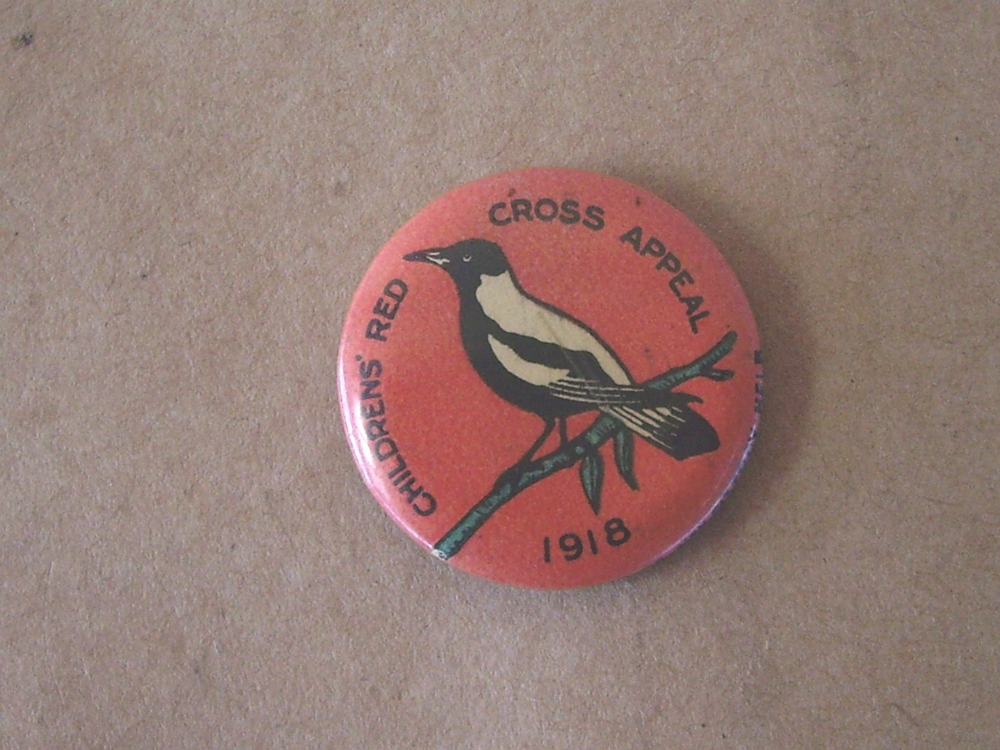 CHILDRENS' RED CROSS APPEAL
1918